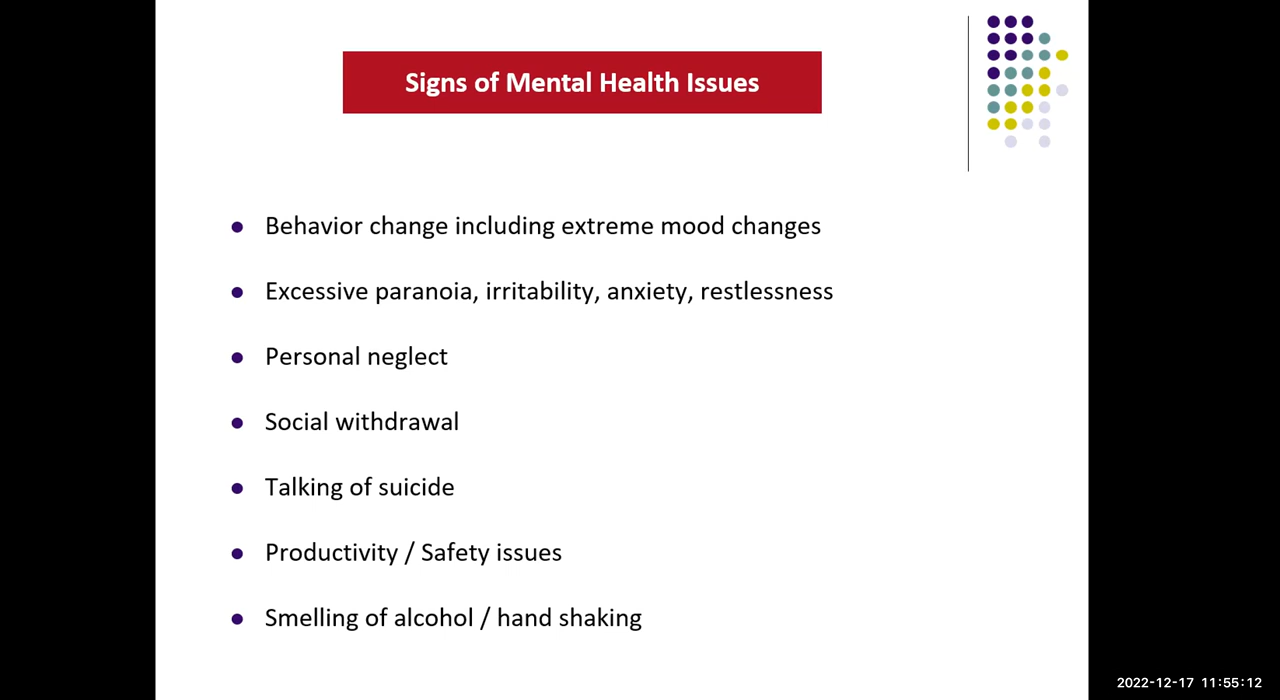 Signs of Mental Health Issues
● Behavior change including extreme mood changes
● Excessive paranoia, irritability, anxiety, restlessness
● Personal neglect
● Social withdrawal
● Talking of suicide
● Productivity / Safety issues
● Smelling of alcohol / hand shaking
2022-12-17 11:55:12